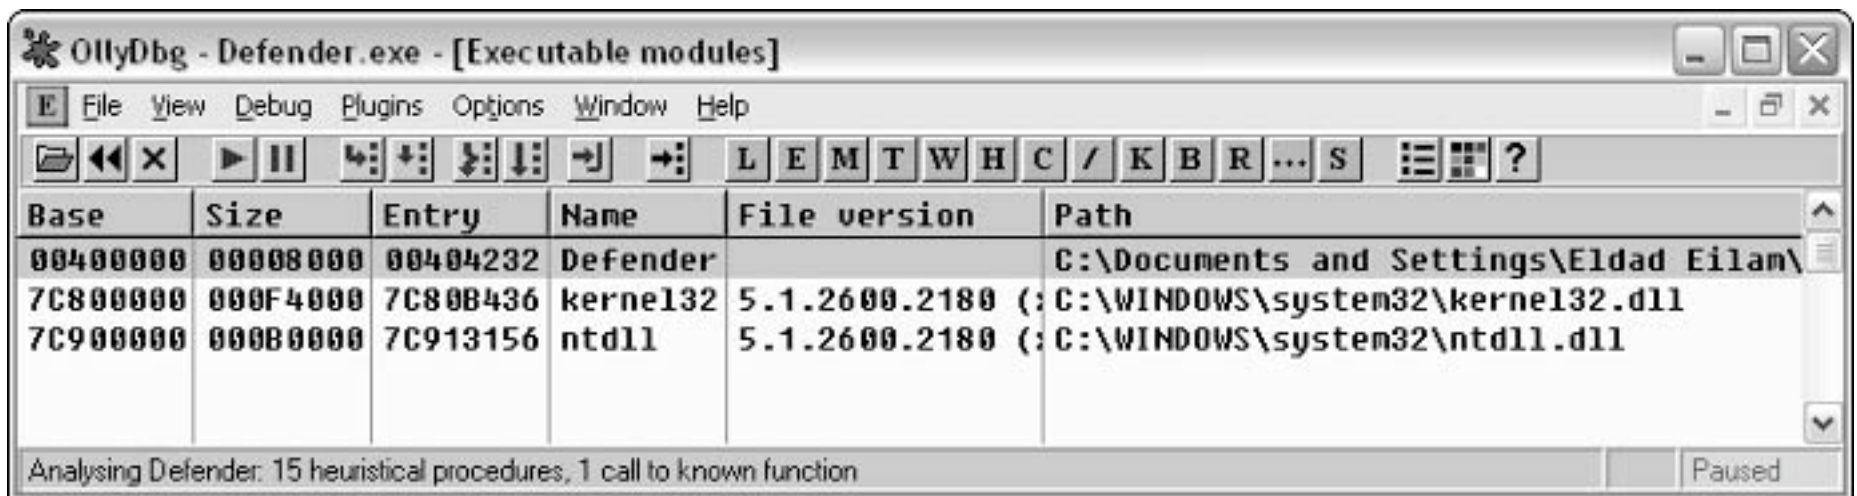 OllyDbg - Defender.exe - [Executable modules]
E File View Debug Plugins Options Window Help
L E M T W H C / K B R ... S ?
Base Size Entry Name File version Path
00400000 00008000 00404232 Defender C:\Documents and Settings\Eldad Eilam\
7C800000 000F4000 7C80B436 kernel32 5.1.2600.2180 (: C:\WINDOWS\system32\kernel32.dll
7C900000 000B0000 7C913156 ntdll 5.1.2600.2180 (: C:\WINDOWS\system32\ntdll.dll
Analysing Defender: 15 heuristical procedures, 1 call to known function Paused